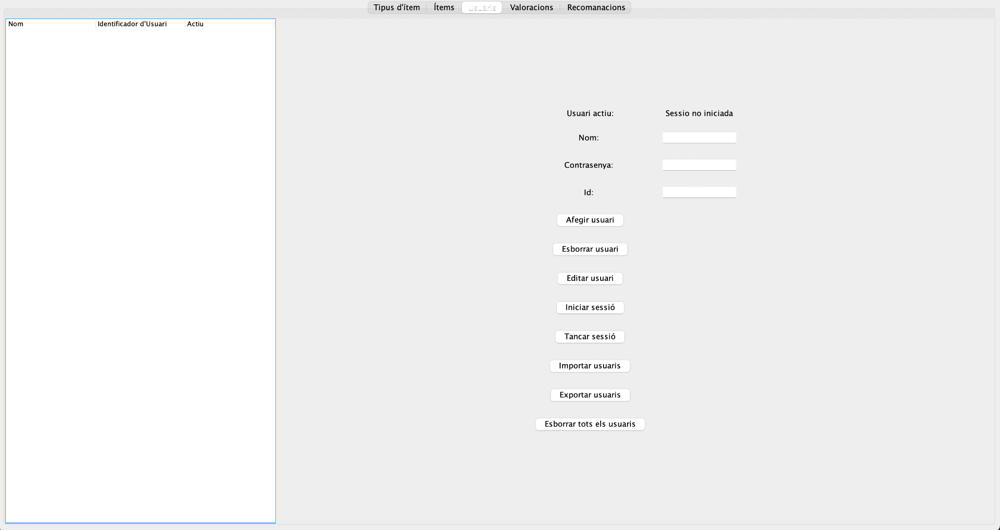 Tipus d'ítem Ítems Usuaris Valoracions Recomanacions
Nom Identificador d'Usuari Actiu
Usuari actiu: Sessio no iniciada
Nom:
Contrasenya:
Id:
Afegir usuari
Esborrar usuari
Editar usuari
Iniciar sessió
Tancar sessió
Importar usuaris
Exportar usuaris
Esborrar tots els usuaris